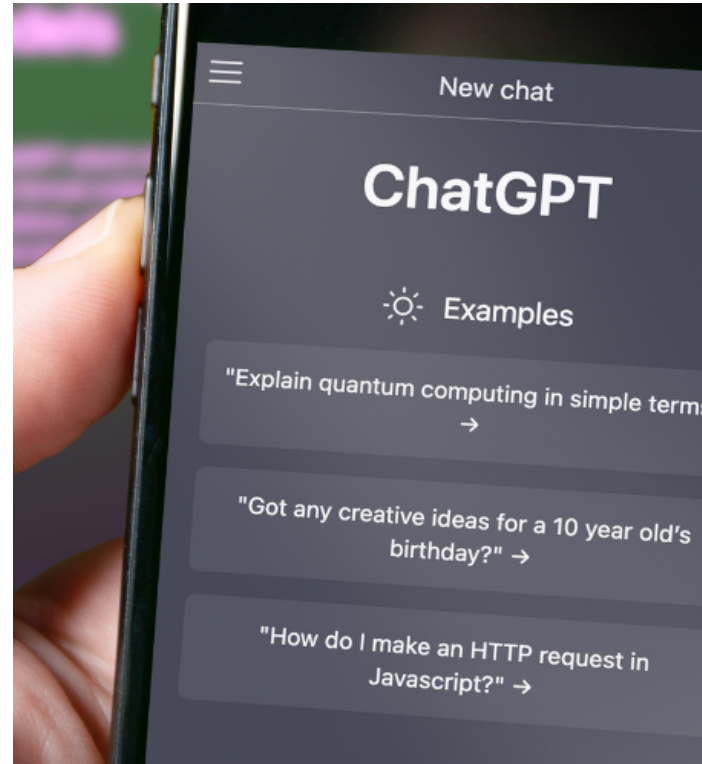 New chat
ChatGPT
Examples
"Explain quantum computing in simple terms
→
"Got any creative ideas for a 10 year old's
birthday?" →
"How do I make an HTTP request in
Javascript?" →